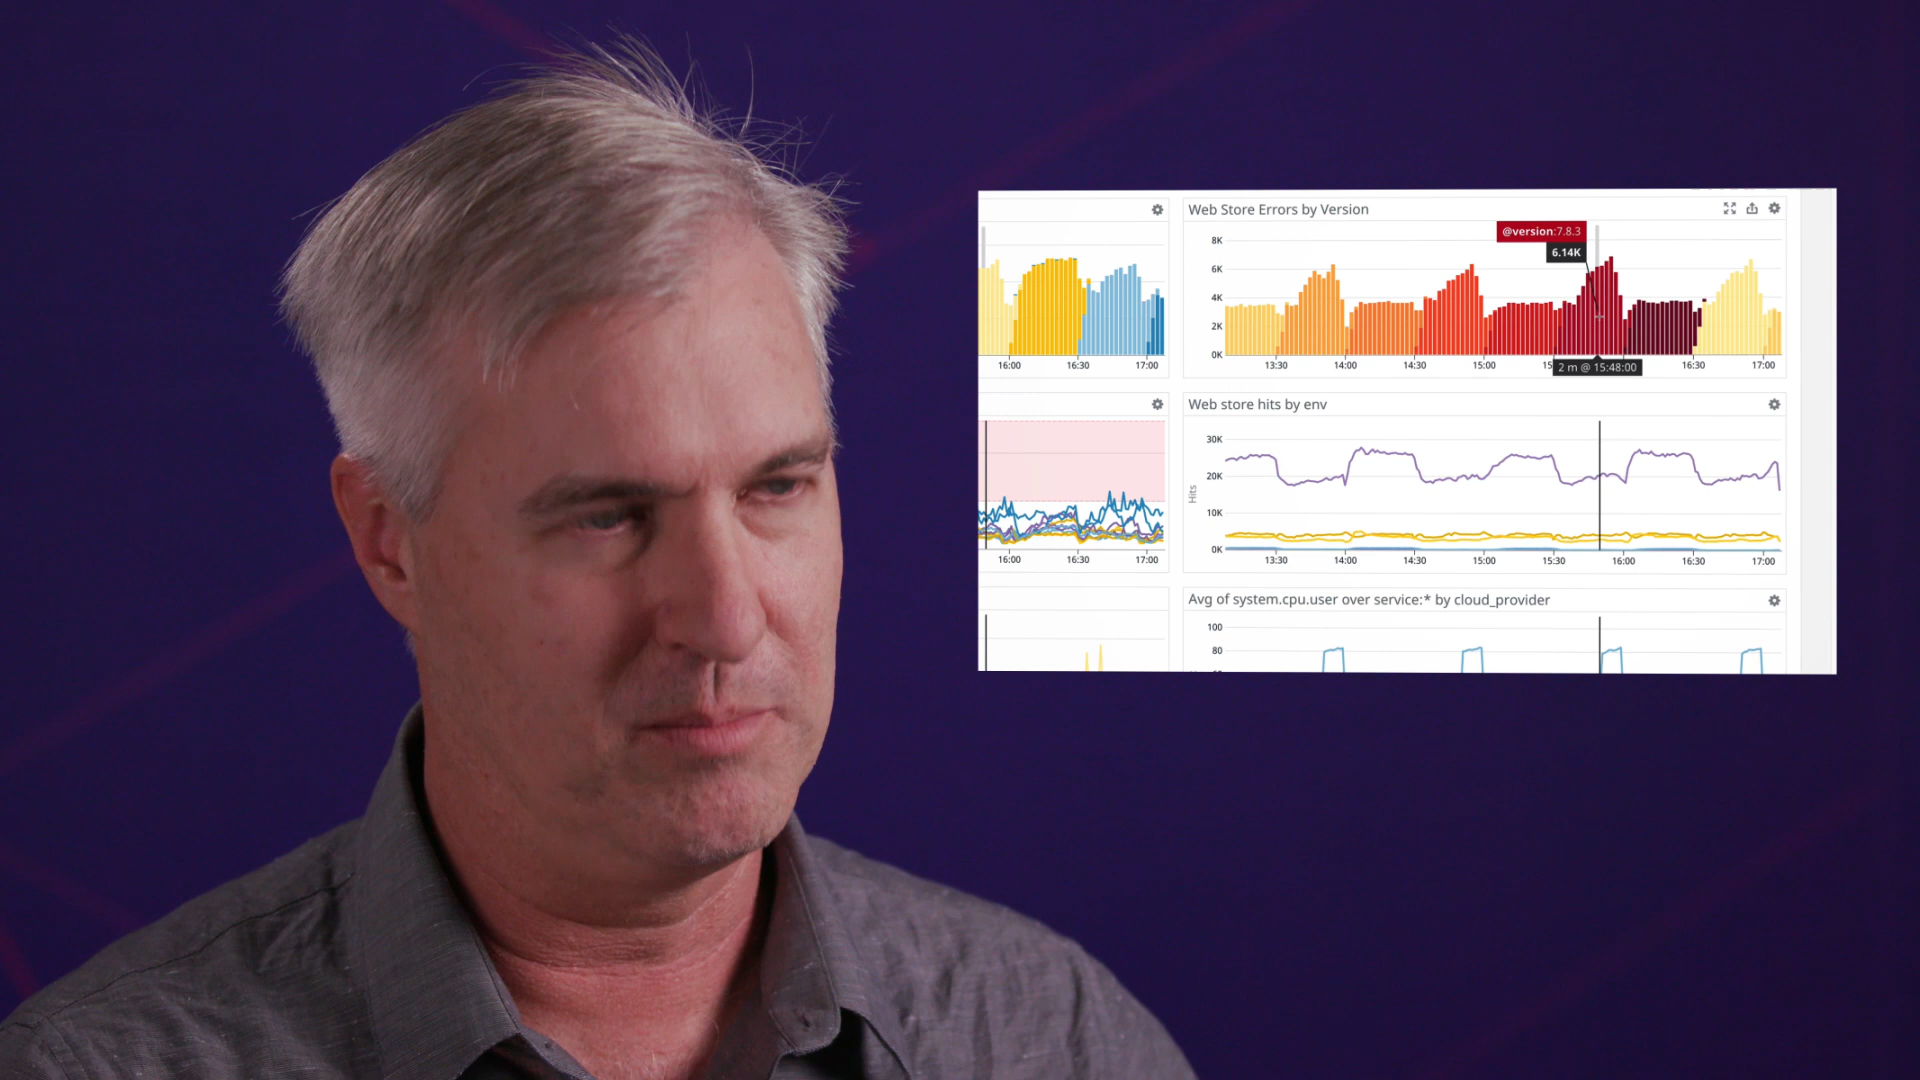 Web Store Errors by Version
@version:7.8.3
6.14K
8K
6K
4K
2K
0K
16:00 16:30 17:00
13:30 14:00 14:30 15:00 15 2 m @ 15:48:00 16:30 17:00
Web store hits by env
30K
20K
10K
0K
Hits
16:00 16:30 17:00
13:30 14:00 14:30 15:00 15:30 16:00 16:30 17:00
Avg of system.cpu.user over service:* by cloud_provider
100
80